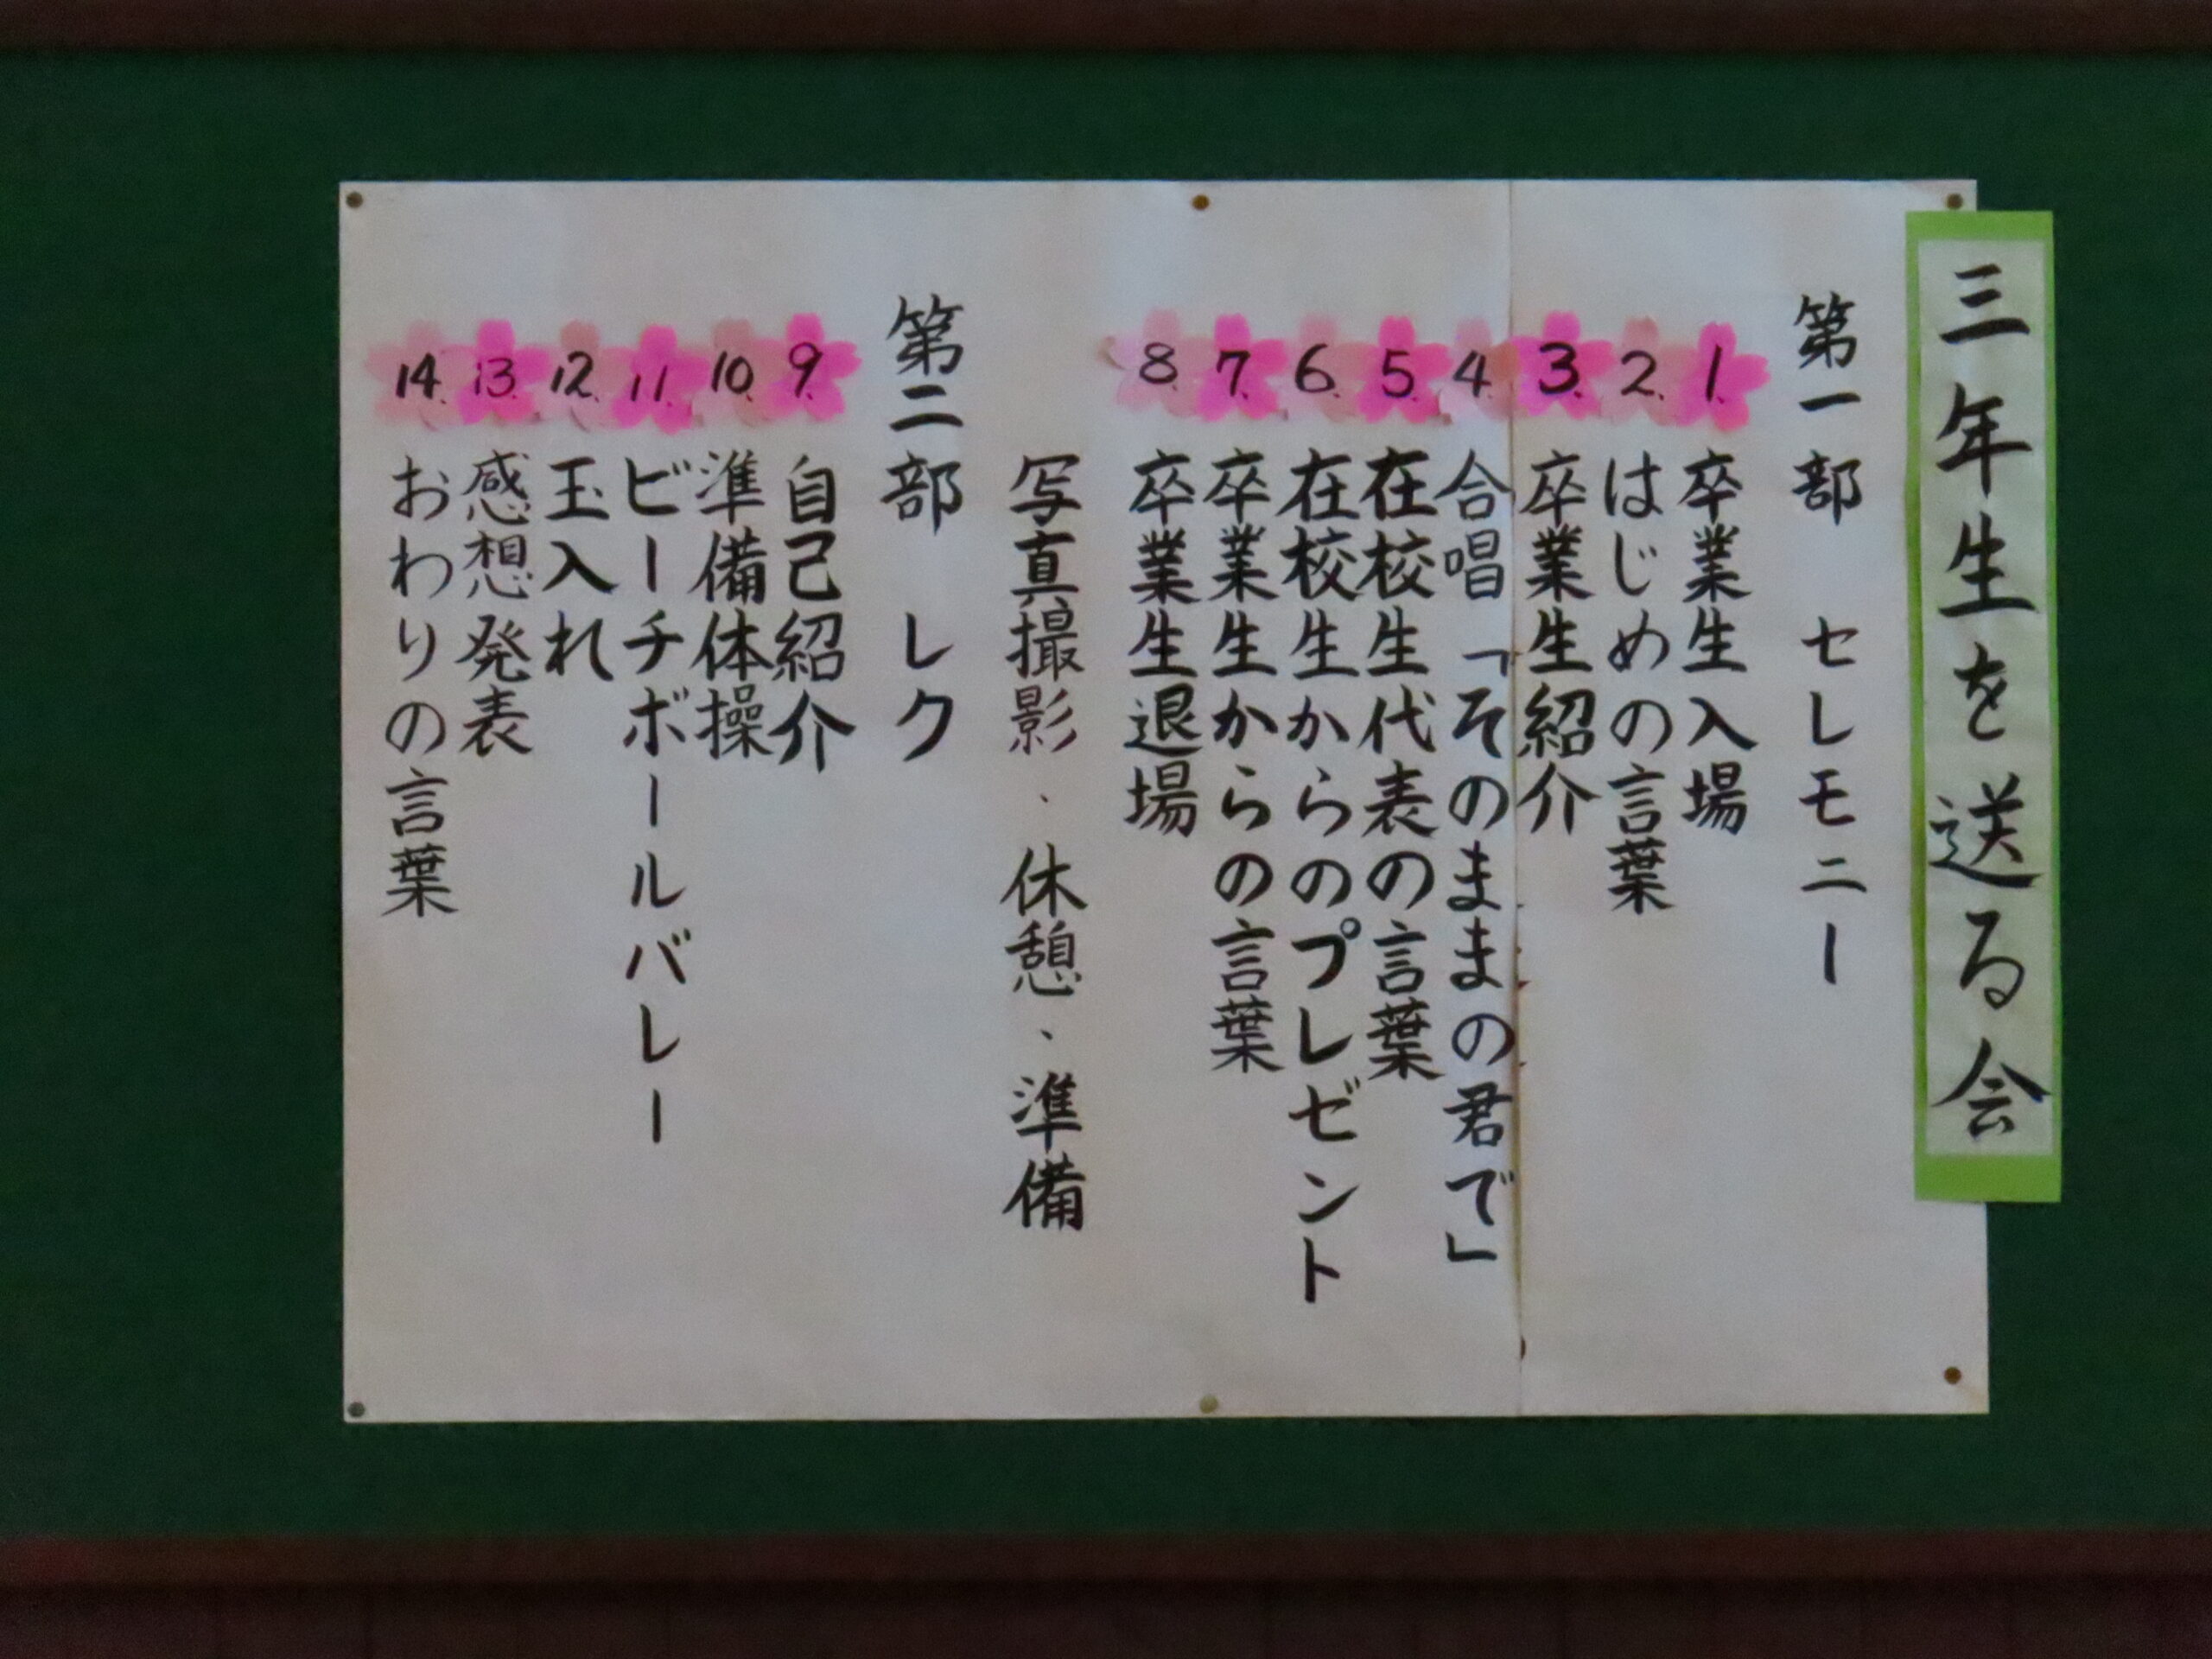 三年生を送る会
第一部 セレモニー
1. 卒業生入場
2. はじめの言葉
3. 卒業生紹介
4. 合唱「そのままの君で」
5. 在校生代表の言葉
6. 在校生からのプレゼント
7. 卒業生からの言葉
8. 卒業生退場
写真撮影、休憩、準備
第二部 レク
9. 自己紹介
10. 準備体操
11. ビーチボールバレー
12. 玉入れ
13. 感想発表
14. おわりの言葉